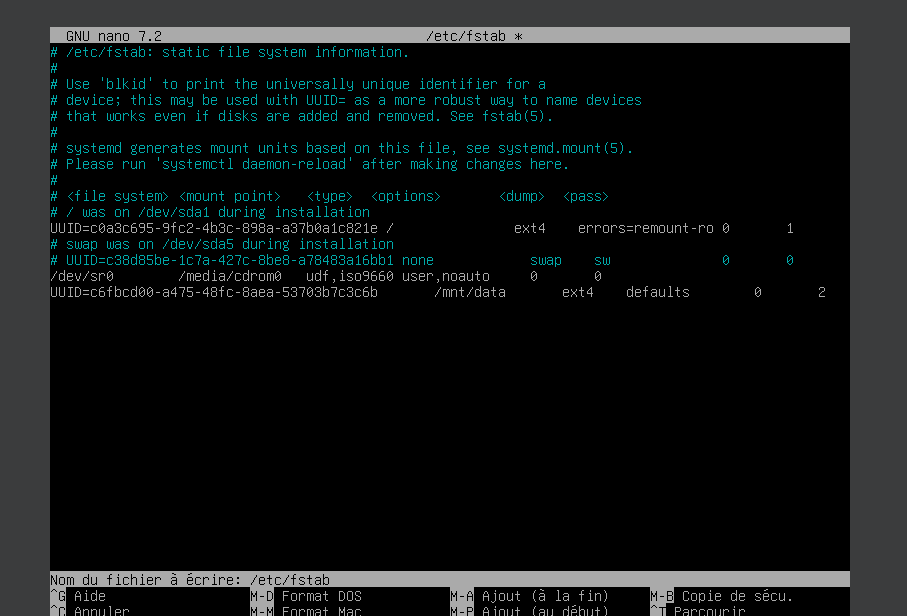 GNU nano 7.2 /etc/fstab *
# /etc/fstab: static file system information.
#
# Use 'blkid' to print the universally unique identifier for a
# device; this may be used with UUID= as a more robust way to name devices
# that works even if disks are added and removed. See fstab(5).
#
# systemd generates mount units based on this file, see systemd.mount(5).
# Please run 'systemctl daemon-reload' after making changes here.
#
# <file system> <mount point> <type> <options> <dump> <pass>
# / was on /dev/sda1 during installation
UUID=c0a3c695-9fc2-4b3c-898a-a37b0a1c821e / ext4 errors=remount-ro 0 1
# swap was on /dev/sda5 during installation
# UUID=c38d85be-1c7a-427c-8be8-a78483a16bb1 none swap sw 0 0
/dev/sr0 /media/cdrom0 udf,iso9660 user,noauto 0 0
UUID=c6fbcd00-a475-48fc-8aea-53703b7c3c6b /mnt/data ext4 defaults 0 2
Nom du fichier à écrire: /etc/fstab
^G Aide M-D Format DOS M-A Ajout (à la fin) M-B Copie de sécu.
^C Annuler M-M Format Mac M-P Ajout (au début) ^T Parcourir